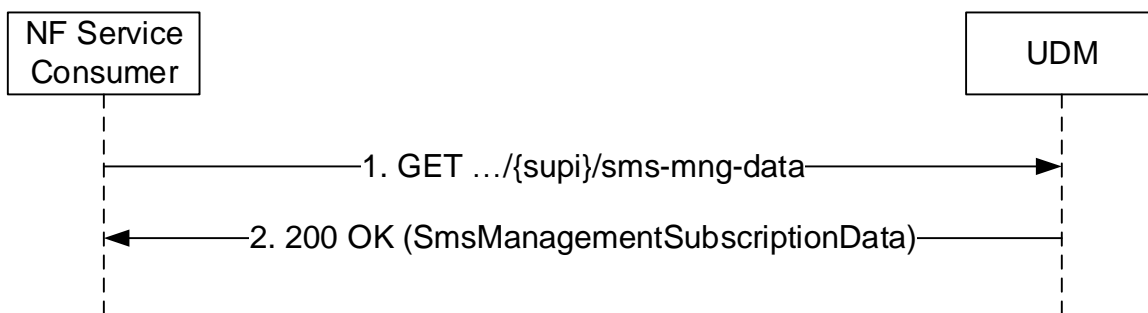 NF Service
Consumer
UDM
1. GET …/{supi}/sms-mng-data
2. 200 OK (SmsManagementSubscriptionData)